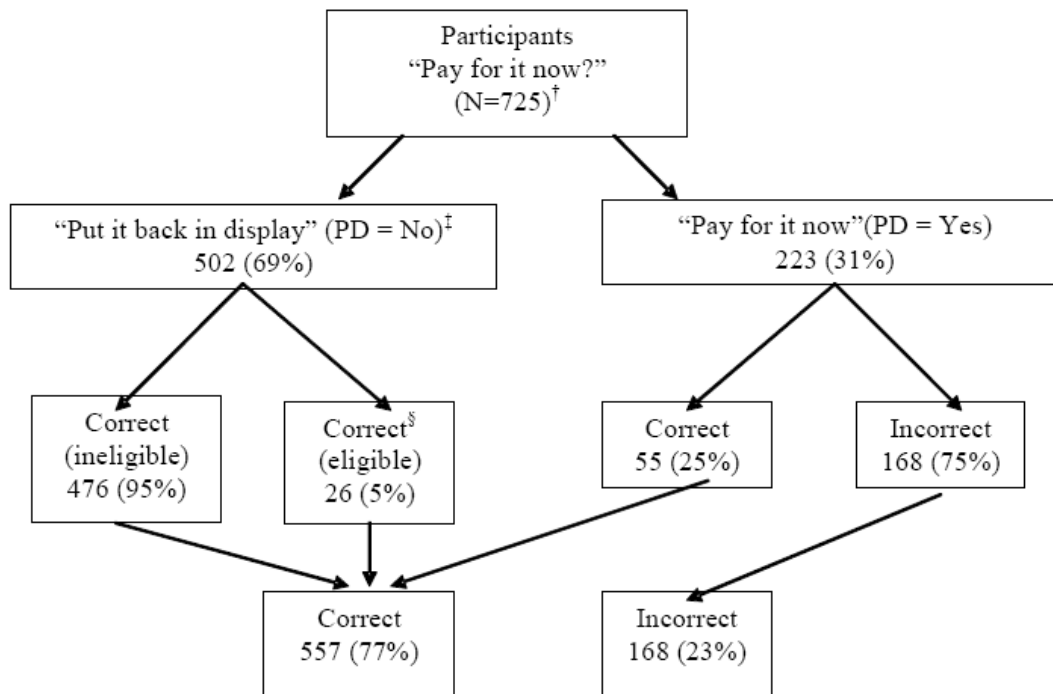 Participants
“Pay for it now?”
(N=725)†
“Put it back in display” (PD = No)‡
502 (69%)
“Pay for it now”(PD = Yes)
223 (31%)
Correct
(ineligible)
476 (95%)
Correct§
(eligible)
26 (5%)
Correct
55 (25%)
Incorrect
168 (75%)
Correct
557 (77%)
Incorrect
168 (23%)